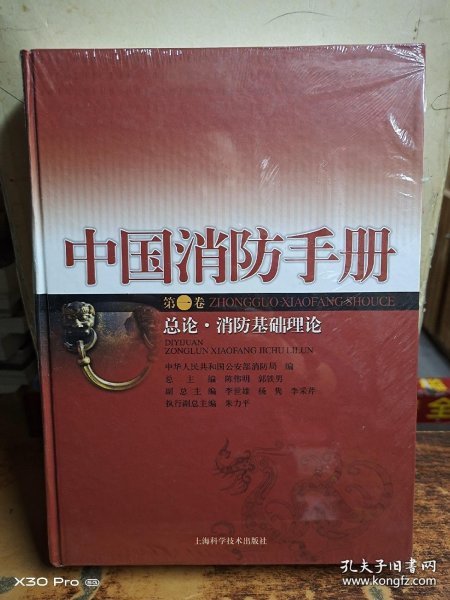 中国消防手册
第一卷 ZHONGGUO XIAOFANG SHOUCE
总论·消防基础理论
DIYIJUAN
ZONGLUN XIAOFANG JICHU LILUN
中华人民共和国公安部消防局 编
总主编 陈伟明 郭铁男
副总主编 李世雄 杨隽 李采芹
执行副总主编 朱力平
上海科学技术出版社
X30 Pro 5G
孔夫子旧书网
www.kongfz.com